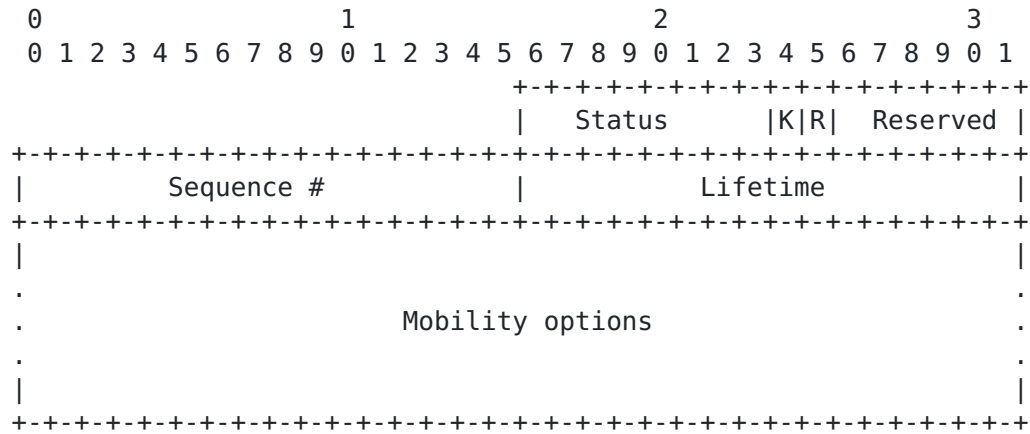 0                   1                   2                   3
 0 1 2 3 4 5 6 7 8 9 0 1 2 3 4 5 6 7 8 9 0 1 2 3 4 5 6 7 8 9 0 1
                                +-+-+-+-+-+-+-+-+-+-+-+-+-+-+-+-+
                                |   Status      |K|R|  Reserved |
+-+-+-+-+-+-+-+-+-+-+-+-+-+-+-+-+-+-+-+-+-+-+-+-+-+-+-+-+-+-+-+-+
|         Sequence #            |           Lifetime            |
+-+-+-+-+-+-+-+-+-+-+-+-+-+-+-+-+-+-+-+-+-+-+-+-+-+-+-+-+-+-+-+-+
|                                                               |
.                                                               .
.                        Mobility options                       .
.                                                               .
|                                                               |
+-+-+-+-+-+-+-+-+-+-+-+-+-+-+-+-+-+-+-+-+-+-+-+-+-+-+-+-+-+-+-+-+